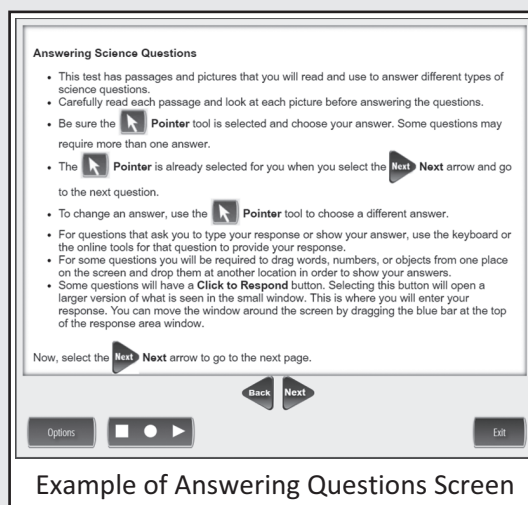 Answering Science Questions
• This test has passages and pictures that you will read and use to answer different types of
science questions.
• Carefully read each passage and look at each picture before answering the questions.
• Be sure the Pointer tool is selected and choose your answer. Some questions may
require more than one answer.
• The Pointer is already selected for you when you select the Next Next arrow and go
to the next question.
• To change an answer, use the Pointer tool to choose a different answer.
• For questions that ask you to type your response or show your answer, use the keyboard or
the online tools for that question to provide your response.
• For some questions you will be required to drag words, numbers, or objects from one place
on the screen and drop them at another location in order to show your answers.
• Some questions will have a Click to Respond button. Selecting this button will open a
larger version of what is seen in the small window. This is where you will enter your
response. You can move the window around the screen by dragging the blue bar at the top
of the response area window.
Now, select the Next Next arrow to go to the next page.
Back Next
Options Exit
Example of Answering Questions Screen